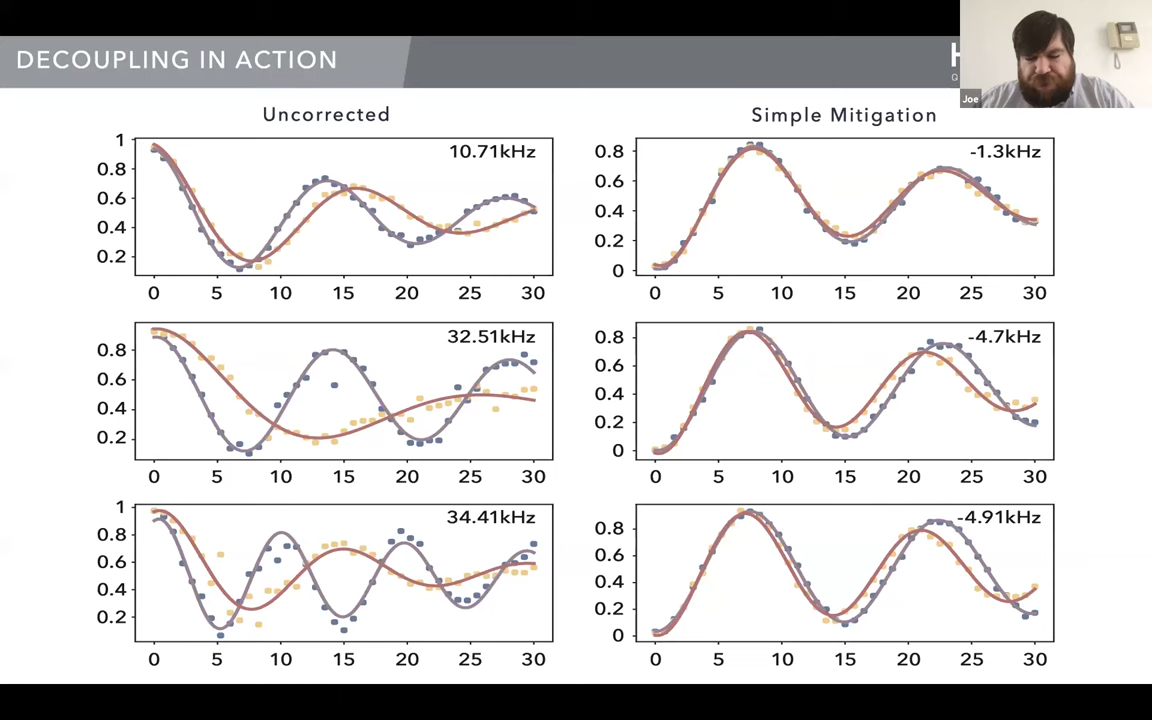 DECOUPLING IN ACTION
H
Q
Joe
Uncorrected
Simple Mitigation
10.71kHz
1
0.8
0.6
0.4
0.2
0 5 10 15 20 25 30
-1.3kHz
0.8
0.6
0.4
0.2
0
0 5 10 15 20 25 30
32.51kHz
0.8
0.6
0.4
0.2
0 5 10 15 20 25 30
-4.7kHz
0.8
0.6
0.4
0.2
0
0 5 10 15 20 25 30
34.41kHz
1
0.8
0.6
0.4
0.2
0 5 10 15 20 25 30
-4.91kHz
0.8
0.6
0.4
0.2
0
0 5 10 15 20 25 30